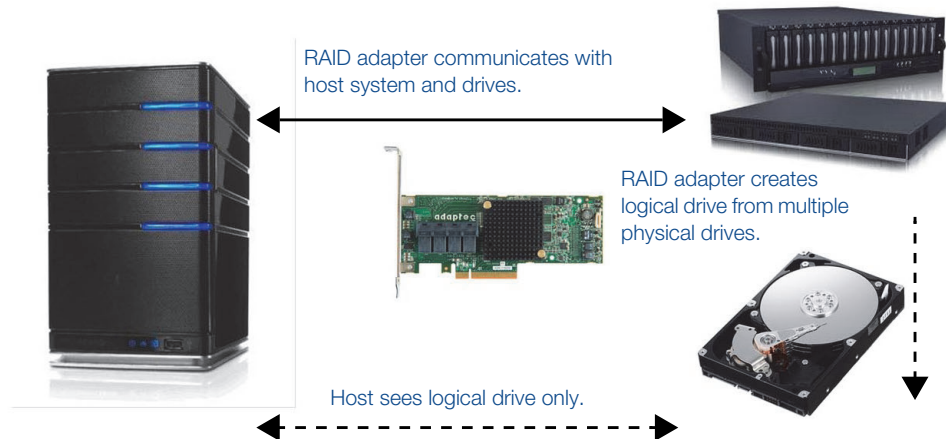 RAID adapter communicates with
host system and drives.
adaptec
RAID adapter creates
logical drive from multiple
physical drives.
Host sees logical drive only.